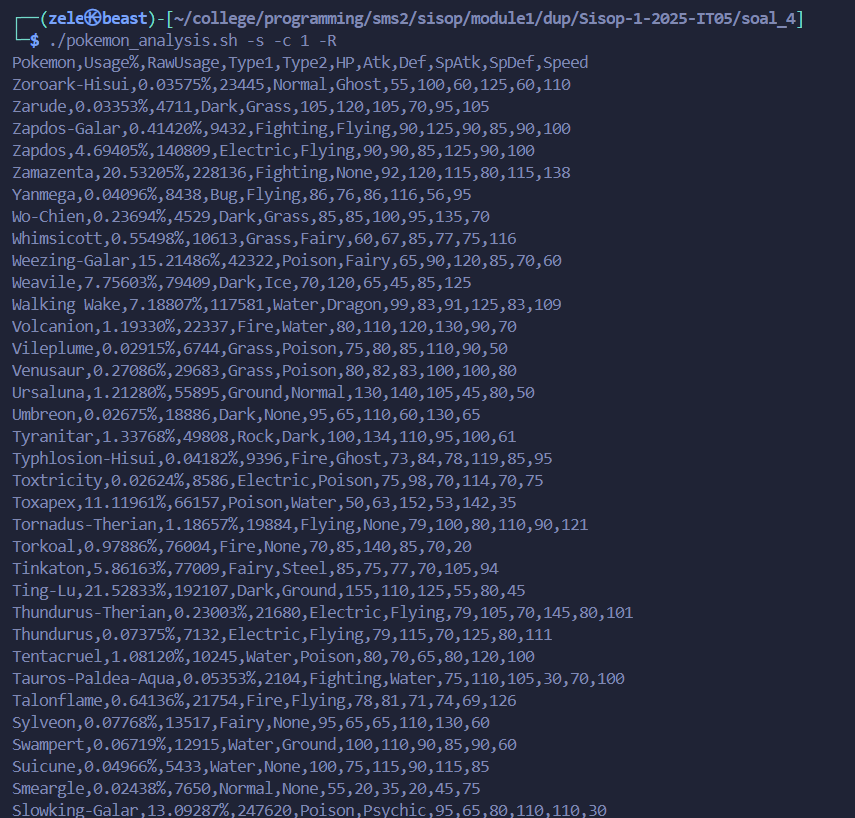 ┌──(zele㉿beast)-[~/college/programming/sms2/sisop/module1/dup/Sisop-1-2025-IT05/soal_4]
└─$ ./pokemon_analysis.sh -s -c 1 -R
Pokemon,Usage%,RawUsage,Type1,Type2,HP,Atk,Def,SpAtk,SpDef,Speed
Zoroark-Hisui,0.03575%,23445,Normal,Ghost,55,100,60,125,60,110
Zarude,0.03353%,4711,Dark,Grass,105,120,105,70,95,105
Zapdos-Galar,0.41420%,9432,Fighting,Flying,90,125,90,85,90,100
Zapdos,4.69405%,140809,Electric,Flying,90,90,85,125,90,100
Zamazenta,20.53205%,228136,Fighting,None,92,120,115,80,115,138
Yanmega,0.04096%,8438,Bug,Flying,86,76,86,116,56,95
Wo-Chien,0.23694%,4529,Dark,Grass,85,85,100,95,135,70
Whimsicott,0.55498%,10613,Grass,Fairy,60,67,85,77,75,116
Weezing-Galar,15.21486%,42322,Poison,Fairy,65,90,120,85,70,60
Weavile,7.75603%,79409,Dark,Ice,70,120,65,45,85,125
Walking Wake,7.18807%,117581,Water,Dragon,99,83,91,125,83,109
Volcanion,1.19330%,22337,Fire,Water,80,110,120,130,90,70
Vileplume,0.02915%,6744,Grass,Poison,75,80,85,110,90,50
Venusaur,0.27086%,29683,Grass,Poison,80,82,83,100,100,80
Ursaluna,1.21280%,55895,Ground,Normal,130,140,105,45,80,50
Umbreon,0.02675%,18886,Dark,None,95,65,110,60,130,65
Tyranitar,1.33768%,49808,Rock,Dark,100,134,110,95,100,61
Typhlosion-Hisui,0.04182%,9396,Fire,Ghost,73,84,78,119,85,95
Toxtricity,0.02624%,8586,Electric,Poison,75,98,70,114,70,75
Toxapex,11.11961%,66157,Poison,Water,50,63,152,53,142,35
Tornadus-Therian,1.18657%,19884,Flying,None,79,100,80,110,90,121
Torkoal,0.97886%,76004,Fire,None,70,85,140,85,70,20
Tinkaton,5.86163%,77009,Fairy,Steel,85,75,77,70,105,94
Ting-Lu,21.52833%,192107,Dark,Ground,155,110,125,55,80,45
Thundurus-Therian,0.23003%,21680,Electric,Flying,79,105,70,145,80,101
Thundurus,0.07375%,7132,Electric,Flying,79,115,70,125,80,111
Tentacruel,1.08120%,10245,Water,Poison,80,70,65,80,120,100
Tauros-Paldea-Aqua,0.05353%,2104,Fighting,Water,75,110,105,30,70,100
Talonflame,0.64136%,21754,Fire,Flying,78,81,71,74,69,126
Sylveon,0.07768%,13517,Fairy,None,95,65,65,110,130,60
Swampert,0.06719%,12915,Water,Ground,100,110,90,85,90,60
Suicune,0.04966%,5433,Water,None,100,75,115,90,115,85
Smeargle,0.02438%,7650,Normal,None,55,20,35,20,45,75
Slowking-Galar,13.09287%,247620,Poison,Psychic,95,65,80,110,110,30